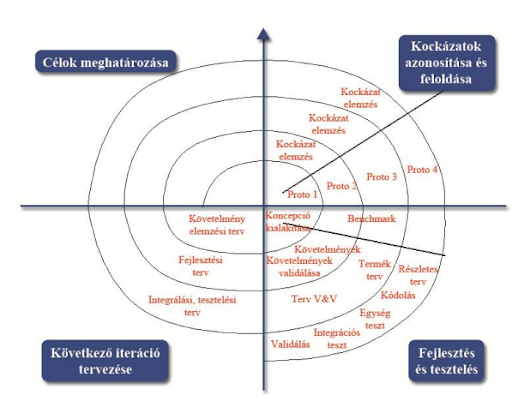 Célok meghatározása
Kockázatok
azonosítása és
feloldása
Kockázat
elemzés
Kockázat
elemzés
Kockázat
elemzés
Proto 1
Proto 2
Proto 3
Proto 4
Követelmény
elemzési terv
Koncepció
kialakítása
Benchmark
Fejlesztési
terv
Követelmények
Követelmények
validálása
Termék
terv
Részletes
terv
Integrálási, tesztelési
terv
Terv V&V
Kódolás
Egység
teszt
Integrációs
teszt
Validálás
Következő iteráció
tervezése
Fejlesztés
és tesztelés